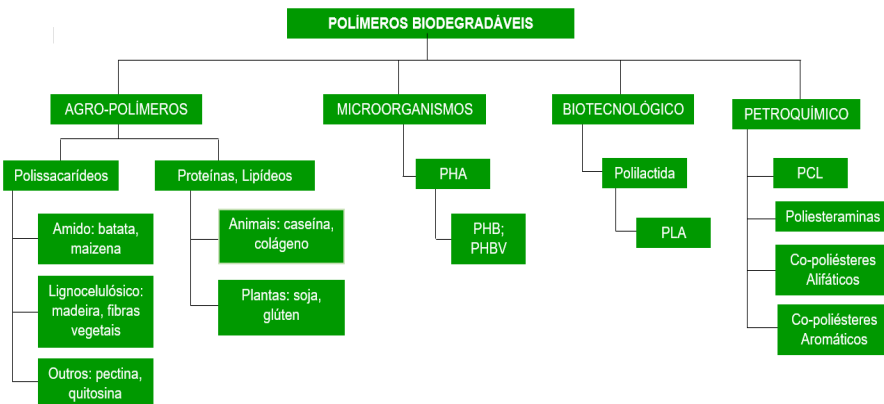 POLÍMEROS BIODEGRADÁVEIS
AGRO-POLÍMEROS
MICROORGANISMOS
BIOTECNOLÓGICO
PETROQUÍMICO
Polissacarídeos
Proteínas, Lipídeos
PHA
Polilactida
PCL
Amido: batata,
maizena
Animais: caseína,
colágeno
PHB;
PHBV
PLA
Poliesteraminas
Lignocelulósico:
madeira, fibras
vegetais
Plantas: soja,
glúten
Co-poliésteres
Alifáticos
Outros: pectina,
quitosina
Co-poliésteres
Aromáticos